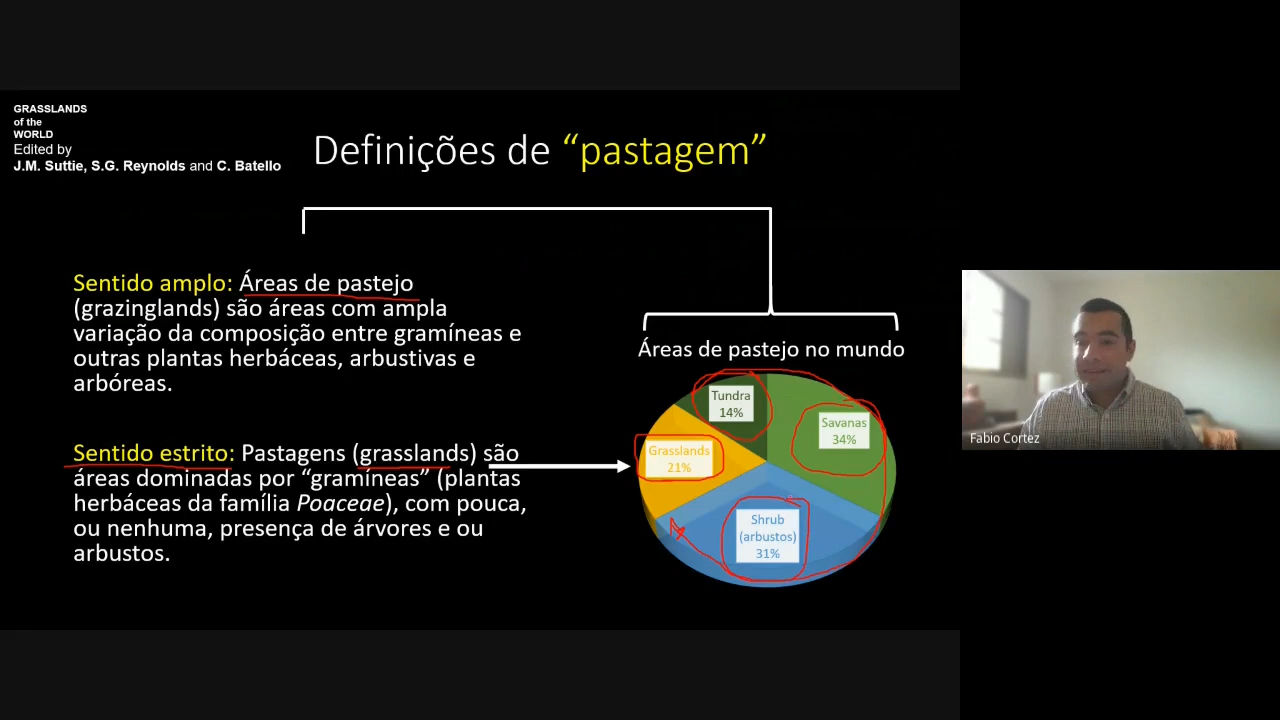 GRASSLANDS
of the
WORLD
Edited by
J.M. Suttie, S.G. Reynolds and C. Batello
Definições de “pastagem”
Sentido amplo: Áreas de pastejo
(grazinglands) são áreas com ampla
variação da composição entre gramíneas e
outras plantas herbáceas, arbustivas e
arbóreas.
Sentido estrito: Pastagens (grasslands) são
áreas dominadas por “gramíneas” (plantas
herbáceas da família Poaceae), com pouca,
ou nenhuma, presença de árvores e ou
arbustos.
Áreas de pastejo no mundo
Tundra
14%
Savanas
34%
Grasslands
21%
Shrub
(arbustos)
31%
Fabio Cortez